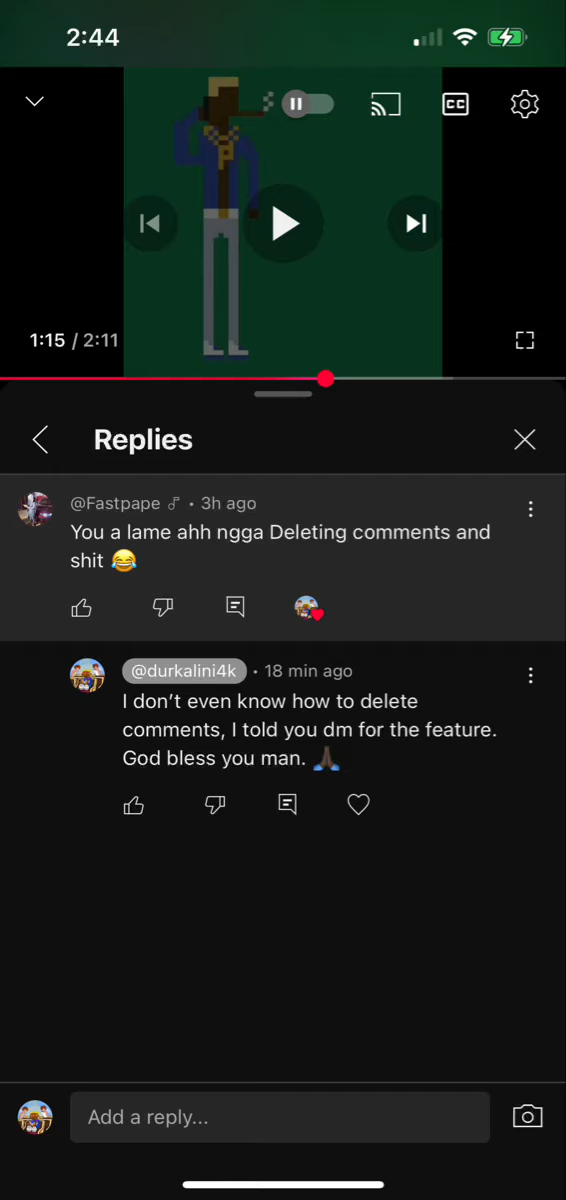 2:44
CC
1:15 / 2:11
Replies
@Fastpape • 3h ago
You a lame ahh ngga Deleting comments and
shit 😂
@durkalini4k • 18 min ago
I don’t even know how to delete
comments, I told you dm for the feature.
God bless you man. 🙏🏿
Add a reply...